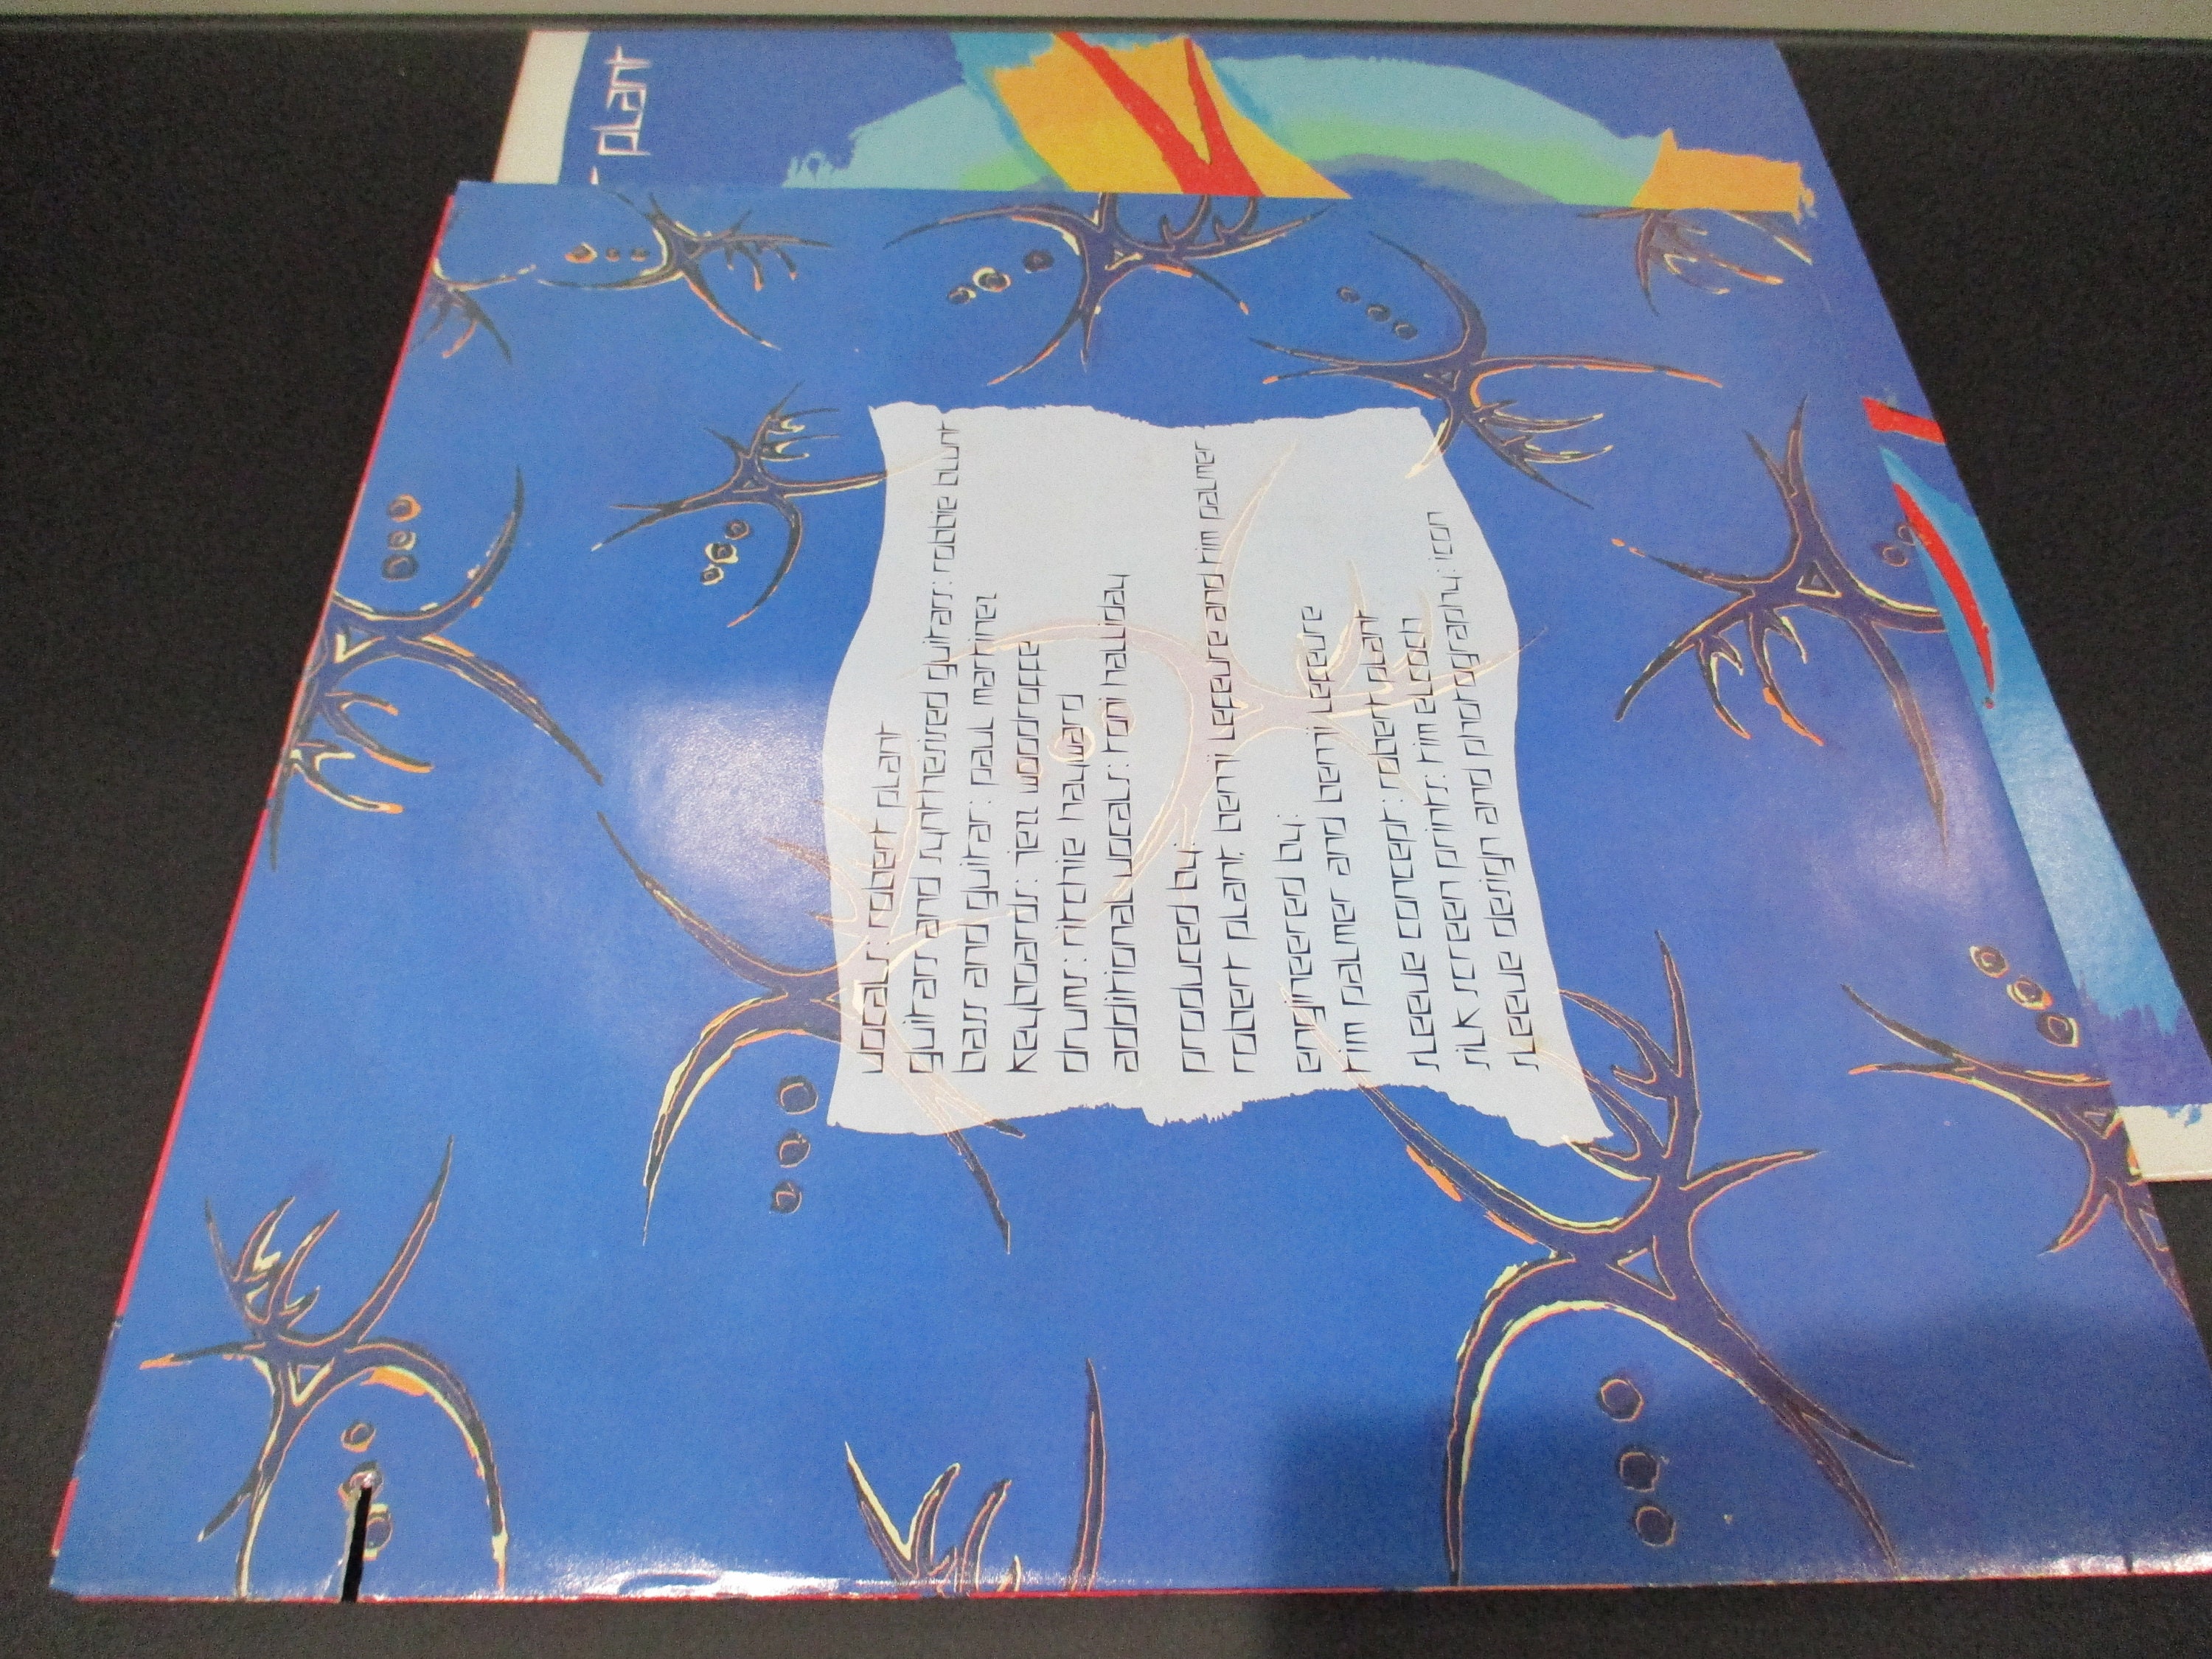 plant
vocals: robert plant
guitars and synthesised guitars: robbie blunt
bass and guitar: paul martinez
keyboards: jezz woodroffe
drums: ritchie hayward
additional vocals: toni halliday
produced by:
robert plant, benji lefevre and tim palmer
engineered by:
tim palmer and benji lefevre
sleeve concept: robert plant
silk screen prints: tim eloch
sleeve design and photography: icon